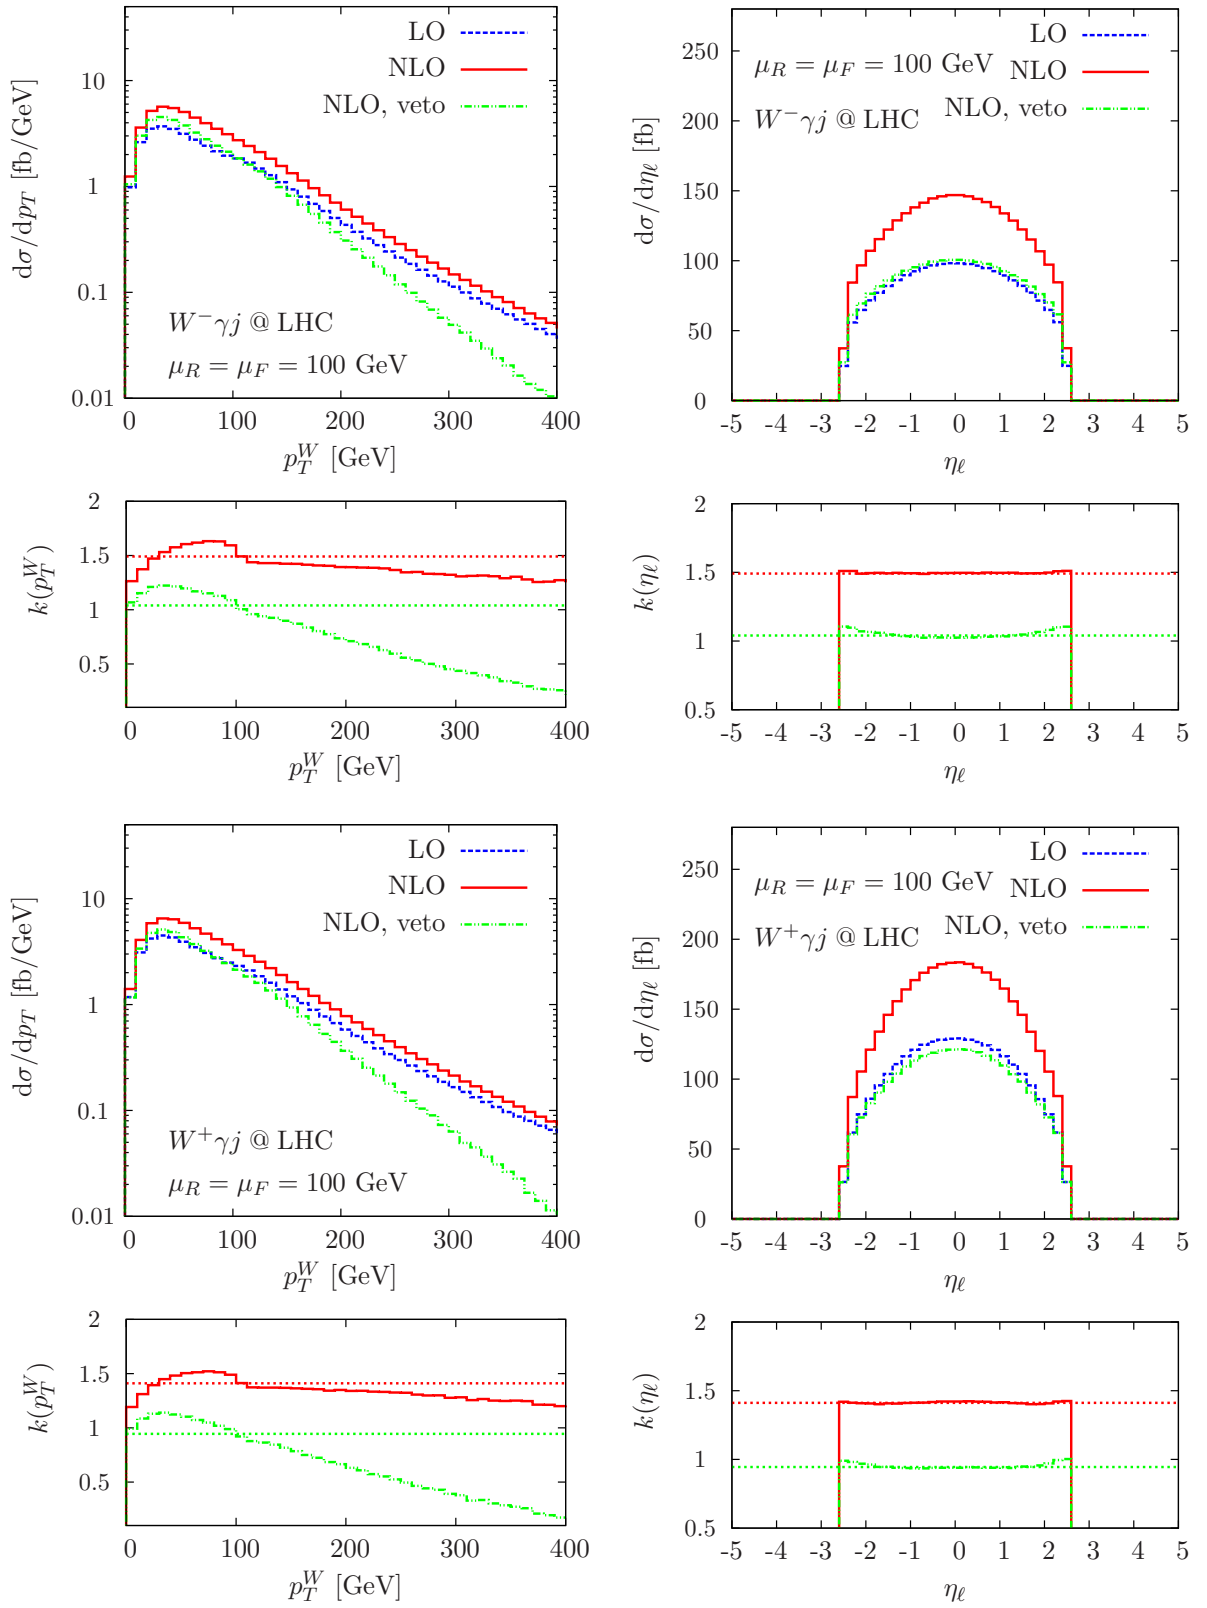 LO
NLO
NLO, veto
10
1
0.1
0.01
dσ/dp_T [fb/GeV]
W⁻γj @ LHC
μ_R = μ_F = 100 GeV
0 100 200 300 400
p_T^W [GeV]
LO
NLO
NLO, veto
μ_R = μ_F = 100 GeV
W⁻γj @ LHC
250
200
150
100
50
0
dσ/dη_ℓ [fb]
-5 -4 -3 -2 -1 0 1 2 3 4 5
η_ℓ
2
1.5
1
0.5
k(p_T^W)
0 100 200 300 400
p_T^W [GeV]
2
1.5
1
0.5
k(η_ℓ)
-5 -4 -3 -2 -1 0 1 2 3 4 5
η_ℓ
LO
NLO
NLO, veto
10
1
0.1
0.01
dσ/dp_T [fb/GeV]
W⁺γj @ LHC
μ_R = μ_F = 100 GeV
0 100 200 300 400
p_T^W [GeV]
LO
NLO
NLO, veto
μ_R = μ_F = 100 GeV
W⁺γj @ LHC
250
200
150
100
50
0
dσ/dη_ℓ [fb]
-5 -4 -3 -2 -1 0 1 2 3 4 5
η_ℓ
2
1.5
1
0.5
k(p_T^W)
0 100 200 300 400
p_T^W [GeV]
2
1.5
1
0.5
k(η_ℓ)
-5 -4 -3 -2 -1 0 1 2 3 4 5
η_ℓ